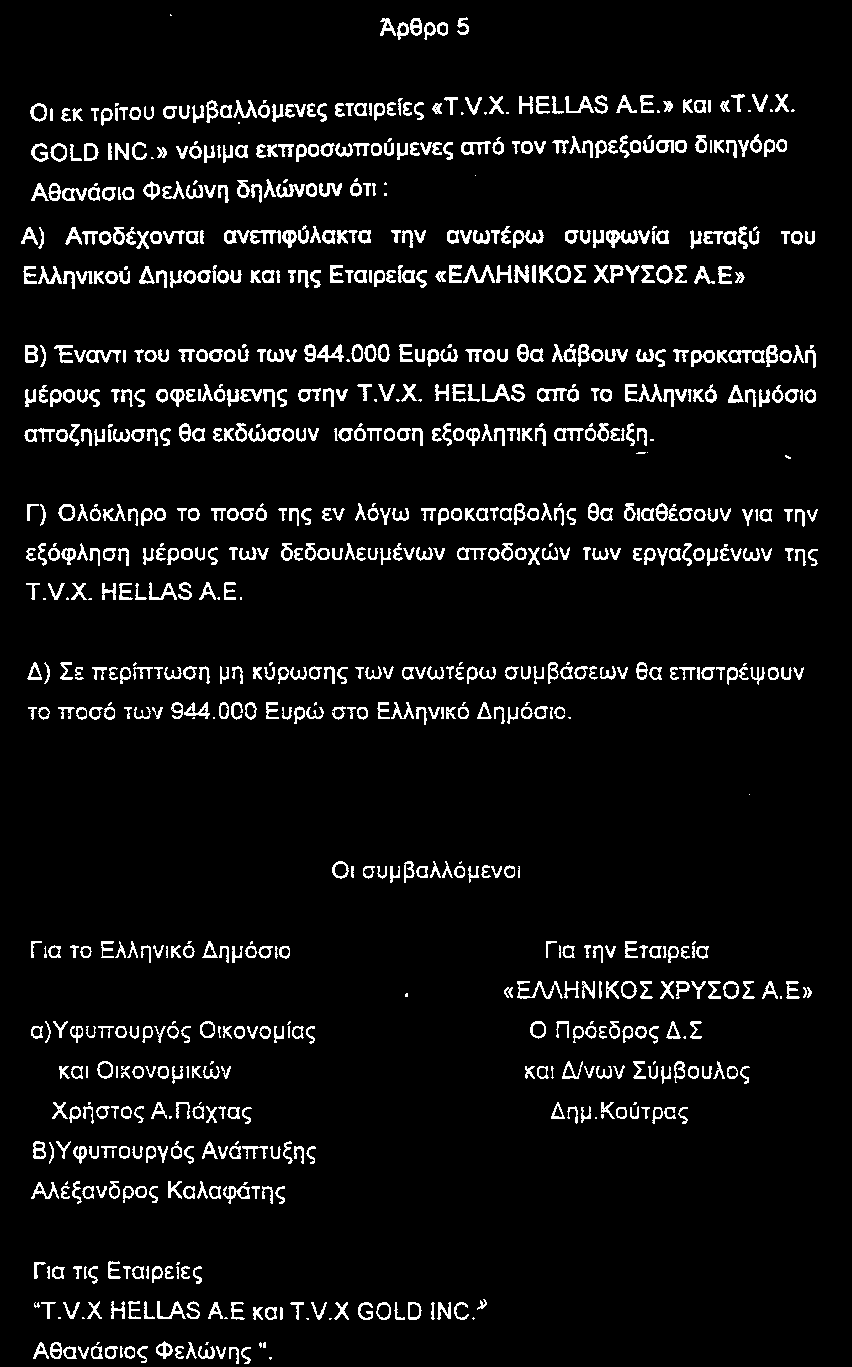 Άρθρο 5
Οι εκ τρίτου συμβαλλόμενες εταιρείες «T.V.X. HELLAS A.E.» και «T.V.X.
GOLD INC.» νόμιμα εκπροσωπούμενες από τον πληρεξούσιο δικηγόρο
Αθανάσιο Φελώνη δηλώνουν ότι :
Α) Αποδέχονται ανεπιφύλακτα την ανωτέρω συμφωνία μεταξύ του
Ελληνικού Δημοσίου και της Εταιρείας «ΕΛΛΗΝΙΚΟΣ ΧΡΥΣΟΣ Α.Ε»
Β) Έναντι του ποσού των 944.000 Ευρώ που θα λάβουν ως προκαταβολή
μέρους της οφειλόμενης στην T.V.X. HELLAS από το Ελληνικό Δημόσιο
αποζημίωσης θα εκδώσουν ισόποση εξοφλητική απόδειξη.
Γ) Ολόκληρο το ποσό της εν λόγω προκαταβολής θα διαθέσουν για την
εξόφληση μέρους των δεδουλευμένων αποδοχών των εργαζομένων της
T.V.X. HELLAS A.E.
Δ) Σε περίπτωση μη κύρωσης των ανωτέρω συμβάσεων θα επιστρέψουν
το ποσό των 944.000 Ευρώ στο Ελληνικό Δημόσιο.
Οι συμβαλλόμενοι
Για το Ελληνικό Δημόσιο
Για την Εταιρεία
«ΕΛΛΗΝΙΚΟΣ ΧΡΥΣΟΣ Α.Ε»
α)Υφυπουργός Οικονομίας
Ο Πρόεδρος Δ.Σ
και Οικονομικών
και Δ/νων Σύμβουλος
Χρήστος Α.Πάχτας
Δημ.Κούτρας
Β)Υφυπουργός Ανάπτυξης
Αλέξανδρος Καλαφάτης
Για τις Εταιρείες
"T.V.X HELLAS A.E και T.V.X GOLD INC.»
Αθανάσιος Φελώνης ".